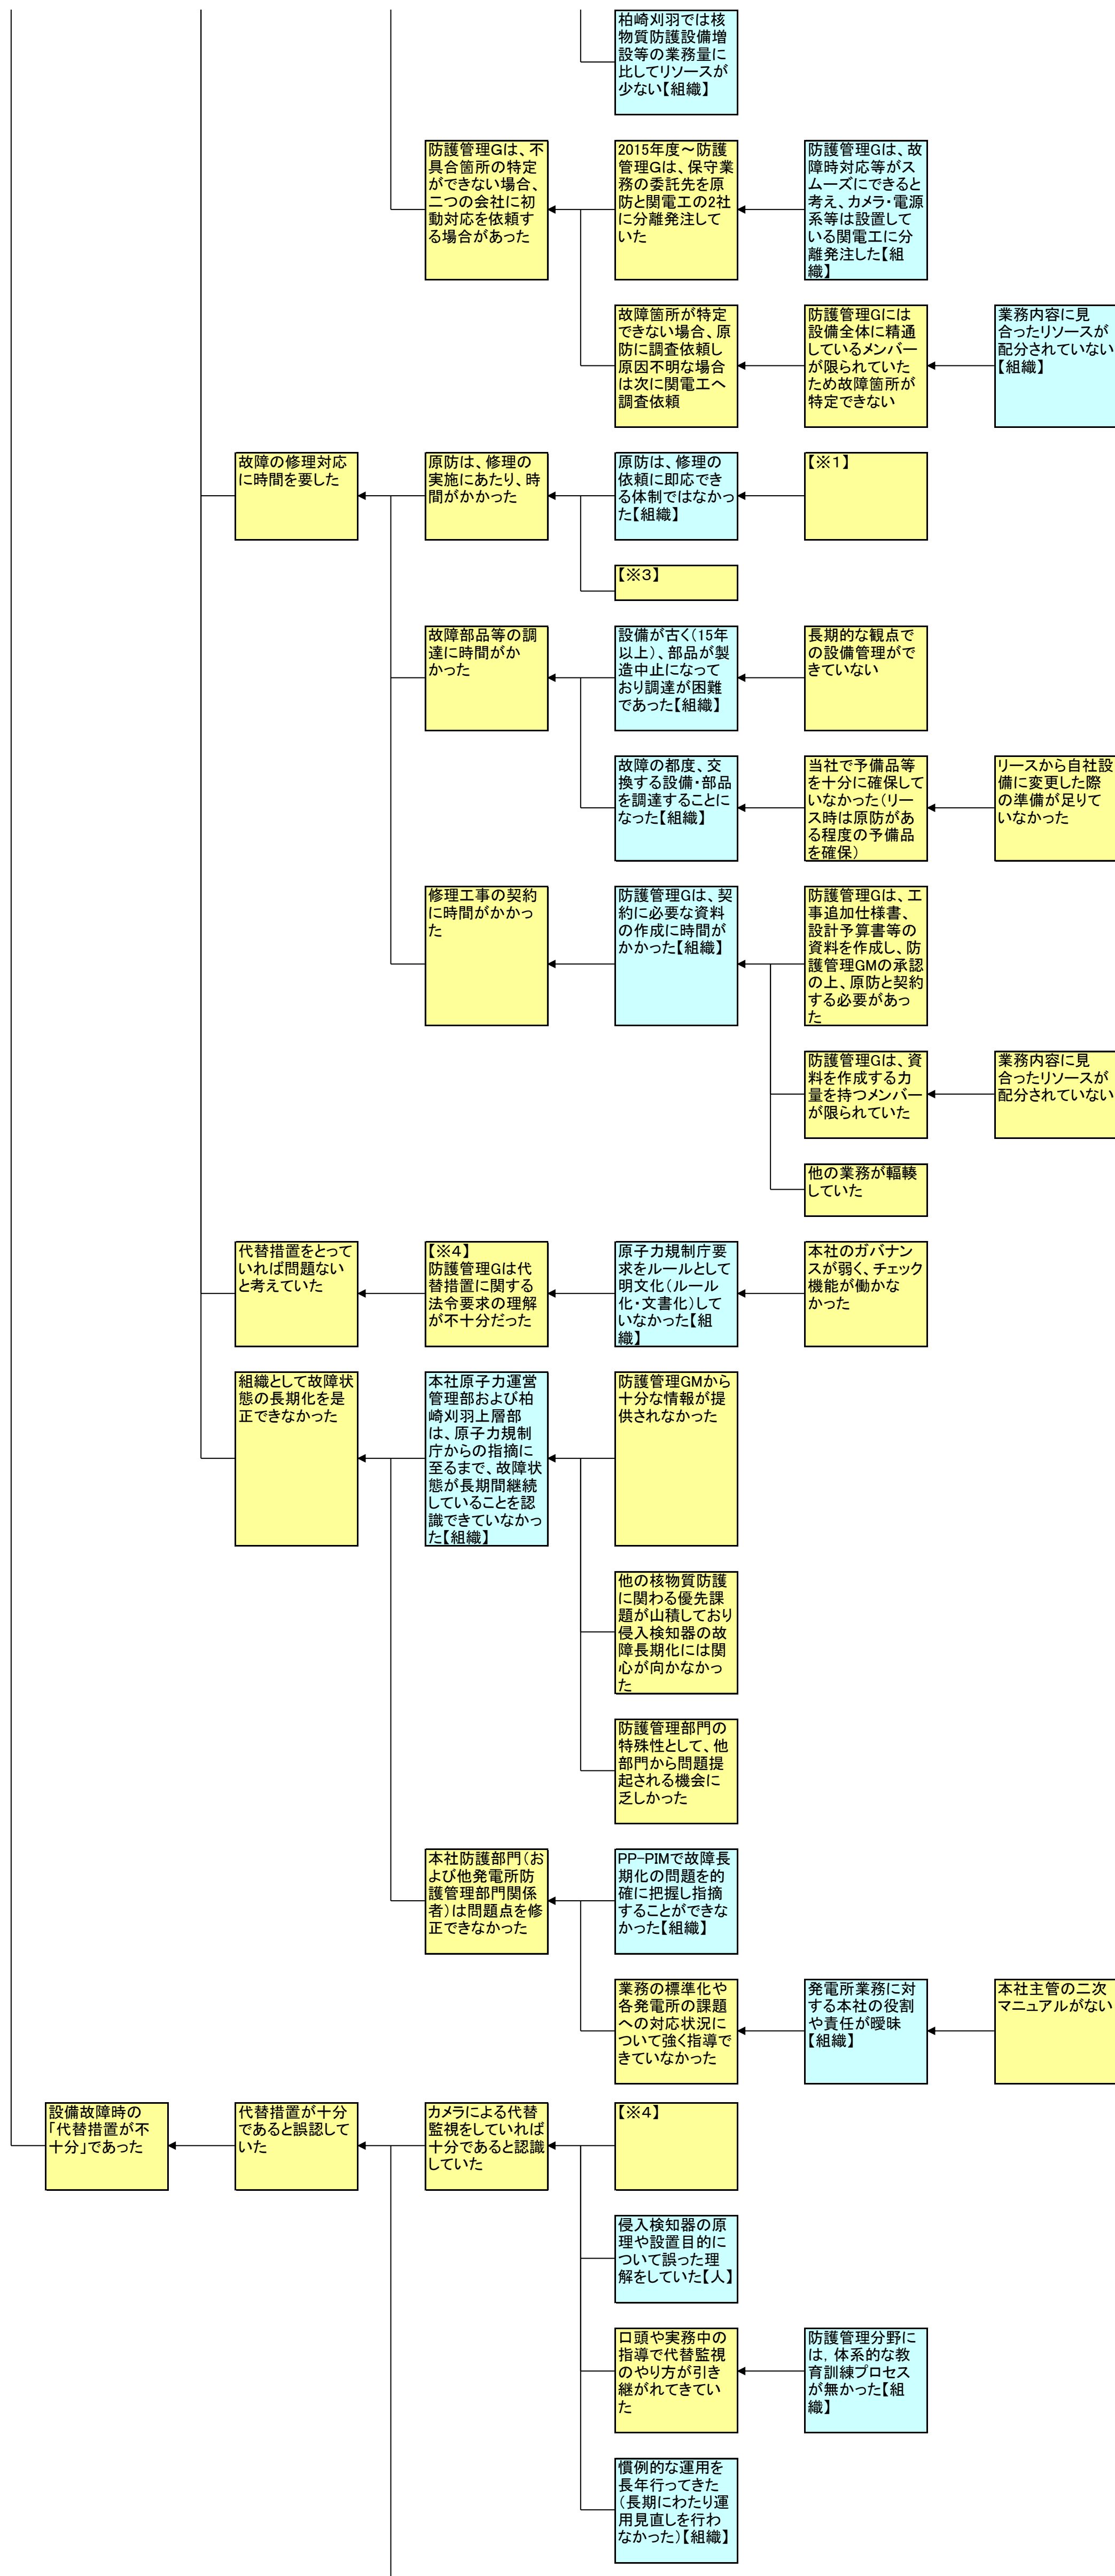 柏崎刈羽では核
物質防護設備増
設等の業務量に
比してリソースが
少ない【組織】
防護管理Gは、不
具合箇所の特定
ができない場合、
二つの会社に初
動対応を依頼す
る場合があった
2015年度～防護
管理Gは、保守業
務の委託先を原
防と関電工の2社
に分離発注して
いた
防護管理Gは、故
障時対応等がス
ムーズにできると
考え、カメラ・電源
系等は設置して
いる関電工に分
離発注した【組
織】
故障箇所が特定
できない場合、原
防に調査依頼し
原因不明な場合
は次に関電工へ
調査依頼
防護管理Gには
設備全体に精通
しているメンバー
が限られていた
ため故障箇所が
特定できない
業務内容に見
合ったリソースが
配分されていない
【組織】
故障の修理対応
に時間を要した
原防は、修理の
実施にあたり、時
間がかかった
原防は、修理の
依頼に即応でき
る体制ではなかっ
た【組織】
【※1】
【※3】
故障部品等の調
達に時間がか
かった
設備が古く（15年
以上）、部品が製
造中止になって
おり調達が困難
であった【組織】
長期的な観点で
の設備管理がで
きていない
故障の都度、交
換する設備・部品
を調達することに
なった【組織】
当社で予備品等
を十分に確保して
いなかった（リー
ス時は原防があ
る程度の予備品
を確保）
リースから自社設
備に変更した際
の準備が足りて
いなかった
修理工事の契約
に時間がかかっ
た
防護管理Gは、契
約に必要な資料
の作成に時間が
かかった【組織】
防護管理Gは、工
事追加仕様書、
設計予算書等の
資料を作成し、防
護管理GMの承認
の上、原防と契約
する必要があっ
た
防護管理Gは、資
料を作成する力
量を持つメンバー
が限られていた
業務内容に見
合ったリソースが
配分されていない
他の業務が輻輳
していた
代替措置をとって
いれば問題ない
と考えていた
【※4】
防護管理Gは代
替措置に関する
法令要求の理解
が不十分だった
原子力規制庁要
求をルールとして
明文化（ルール
化・文書化）して
いなかった【組
織】
本社のガバナン
スが弱く、チェック
機能が働かな
かった
組織として故障状
態の長期化を是
正できなかった
本社原子力運営
管理部および柏
崎刈羽上層部
は、原子力規制
庁からの指摘に
至るまで、故障状
態が長期間継続
していることを認
識できていなかっ
た【組織】
防護管理GMから
十分な情報が提
供されなかった
他の核物質防護
に関わる優先課
題が山積しており
侵入検知器の故
障長期化には関
心が向かなかっ
た
防護管理部門の
特殊性として、他
部門から問題提
起される機会に
乏しかった
本社防護部門（お
よび他発電所防
護管理部門関係
者）は問題点を修
正できなかった
PP-PIMで故障長
期化の問題を的
確に把握し指摘
することができな
かった【組織】
業務の標準化や
各発電所の課題
への対応状況に
ついて強く指導で
きていなかった
発電所業務に対
する本社の役割
や責任が曖昧
【組織】
本社主管の二次
マニュアルがない
設備故障時の
「代替措置が不
十分」であった
代替措置が十分
であると誤認して
いた
カメラによる代替
監視をしていれば
十分であると認識
していた
【※4】
侵入検知器の原
理や設置目的に
ついて誤った理
解をしていた【人】
口頭や実務中の
指導で代替監視
のやり方が引き
継がれてきてい
た
防護管理分野に
は，体系的な教
育訓練プロセス
が無かった【組
織】
慣例的な運用を
長年行ってきた
（長期にわたり運
用見直しを行わ
なかった）【組織】